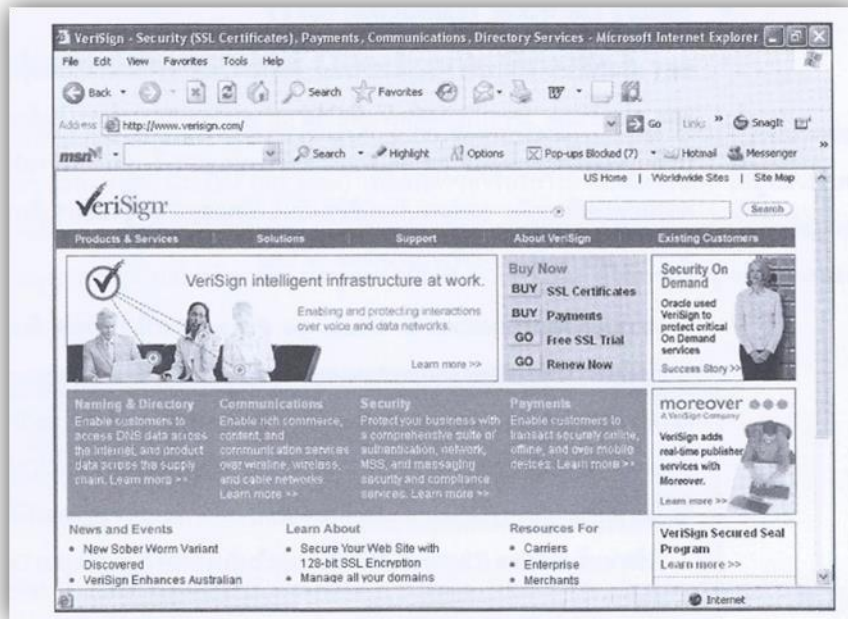 VeriSign - Security (SSL Certificates), Payments, Communications, Directory Services - Microsoft Internet Explorer
File Edit View Favorites Tools Help
Back Search Favorites
Address http://www.verisign.com/ Go Links » SnagIt
msn Search Highlight Options Pop-ups Blocked (7) Hotmail Messenger »
US Home | Worldwide Sites | Site Map
VeriSign Search
Products & Services Solutions Support About VeriSign Existing Customers
VeriSign intelligent infrastructure at work.
Enabling and protecting interactions
over voice and data networks.
Learn more >>
Buy Now
BUY SSL Certificates
BUY Payments
GO Free SSL Trial
GO Renew Now
Security On
Demand
Oracle used
VeriSign to
protect critical
On Demand
services
Success Story >>
Naming & Directory
Enable customers to
access DNS data across
the Internet, and product
data across the supply
chain. Learn more >>
Communications
Enable rich commerce,
content, and
communication services
over wireline, wireless,
and cable networks.
Learn more >>
Security
Protect your business with
a comprehensive suite of
authentication, network,
MSS, and messaging
security and compliance
services. Learn more >>
Payments
Enable customers to
transact securely online,
offline, and over mobile
devices. Learn more >>
moreover
A VeriSign Company
VeriSign adds
real-time publisher
services with
Moreover.
Learn more >>
News and Events
• New Sober Worm Variant
Discovered
• VeriSign Enhances Australian
Learn About
• Secure Your Web Site with
128-bit SSL Encryption
• Manage all your domains
Resources For
• Carriers
• Enterprise
• Merchants
VeriSign Secured Seal
Program
Learn more >>
Internet